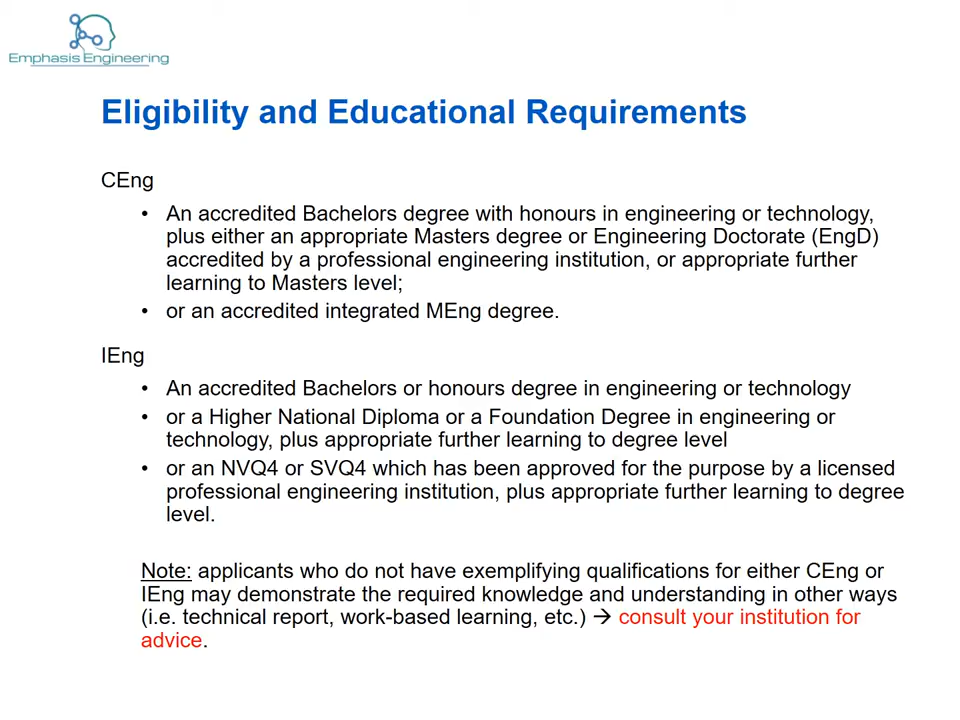 Emphasis Engineering
Eligibility and Educational Requirements
CEng
• An accredited Bachelors degree with honours in engineering or technology,
plus either an appropriate Masters degree or Engineering Doctorate (EngD)
accredited by a professional engineering institution, or appropriate further
learning to Masters level;
• or an accredited integrated MEng degree.
IEng
• An accredited Bachelors or honours degree in engineering or technology
• or a Higher National Diploma or a Foundation Degree in engineering or
technology, plus appropriate further learning to degree level
• or an NVQ4 or SVQ4 which has been approved for the purpose by a licensed
professional engineering institution, plus appropriate further learning to degree
level.
Note: applicants who do not have exemplifying qualifications for either CEng or
IEng may demonstrate the required knowledge and understanding in other ways
(i.e. technical report, work-based learning, etc.) → consult your institution for
advice.